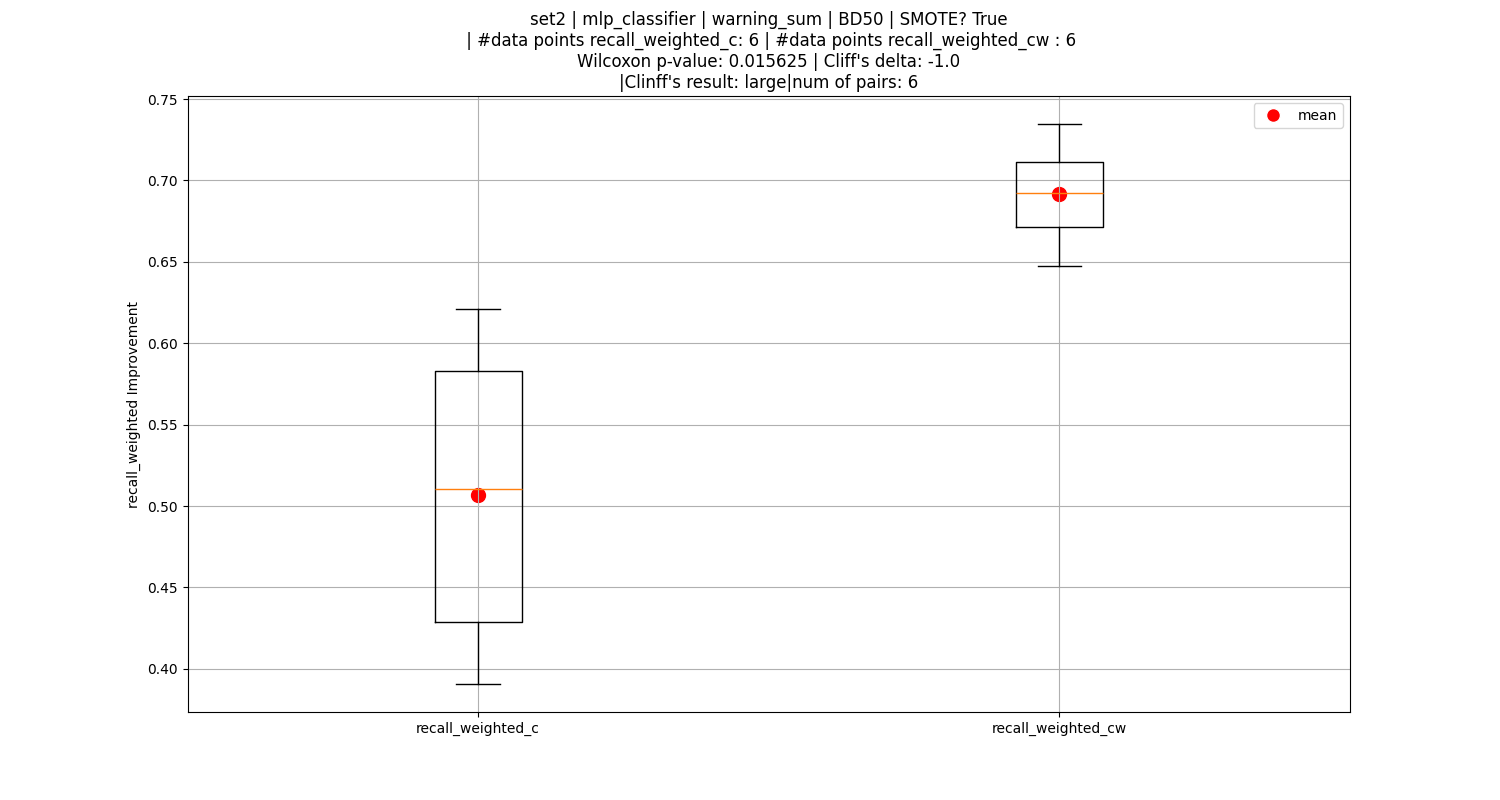 set2 | mlp_classifier | warning_sum | BD50 | SMOTE? True
| #data points recall_weighted_c: 6 | #data points recall_weighted_cw : 6
Wilcoxon p-value: 0.015625 | Cliff's delta: -1.0
|Clinff's result: large|num of pairs: 6
mean
0.75
0.70
0.65
0.60
0.55
0.50
0.45
0.40
recall_weighted Improvement
recall_weighted_c
recall_weighted_cw